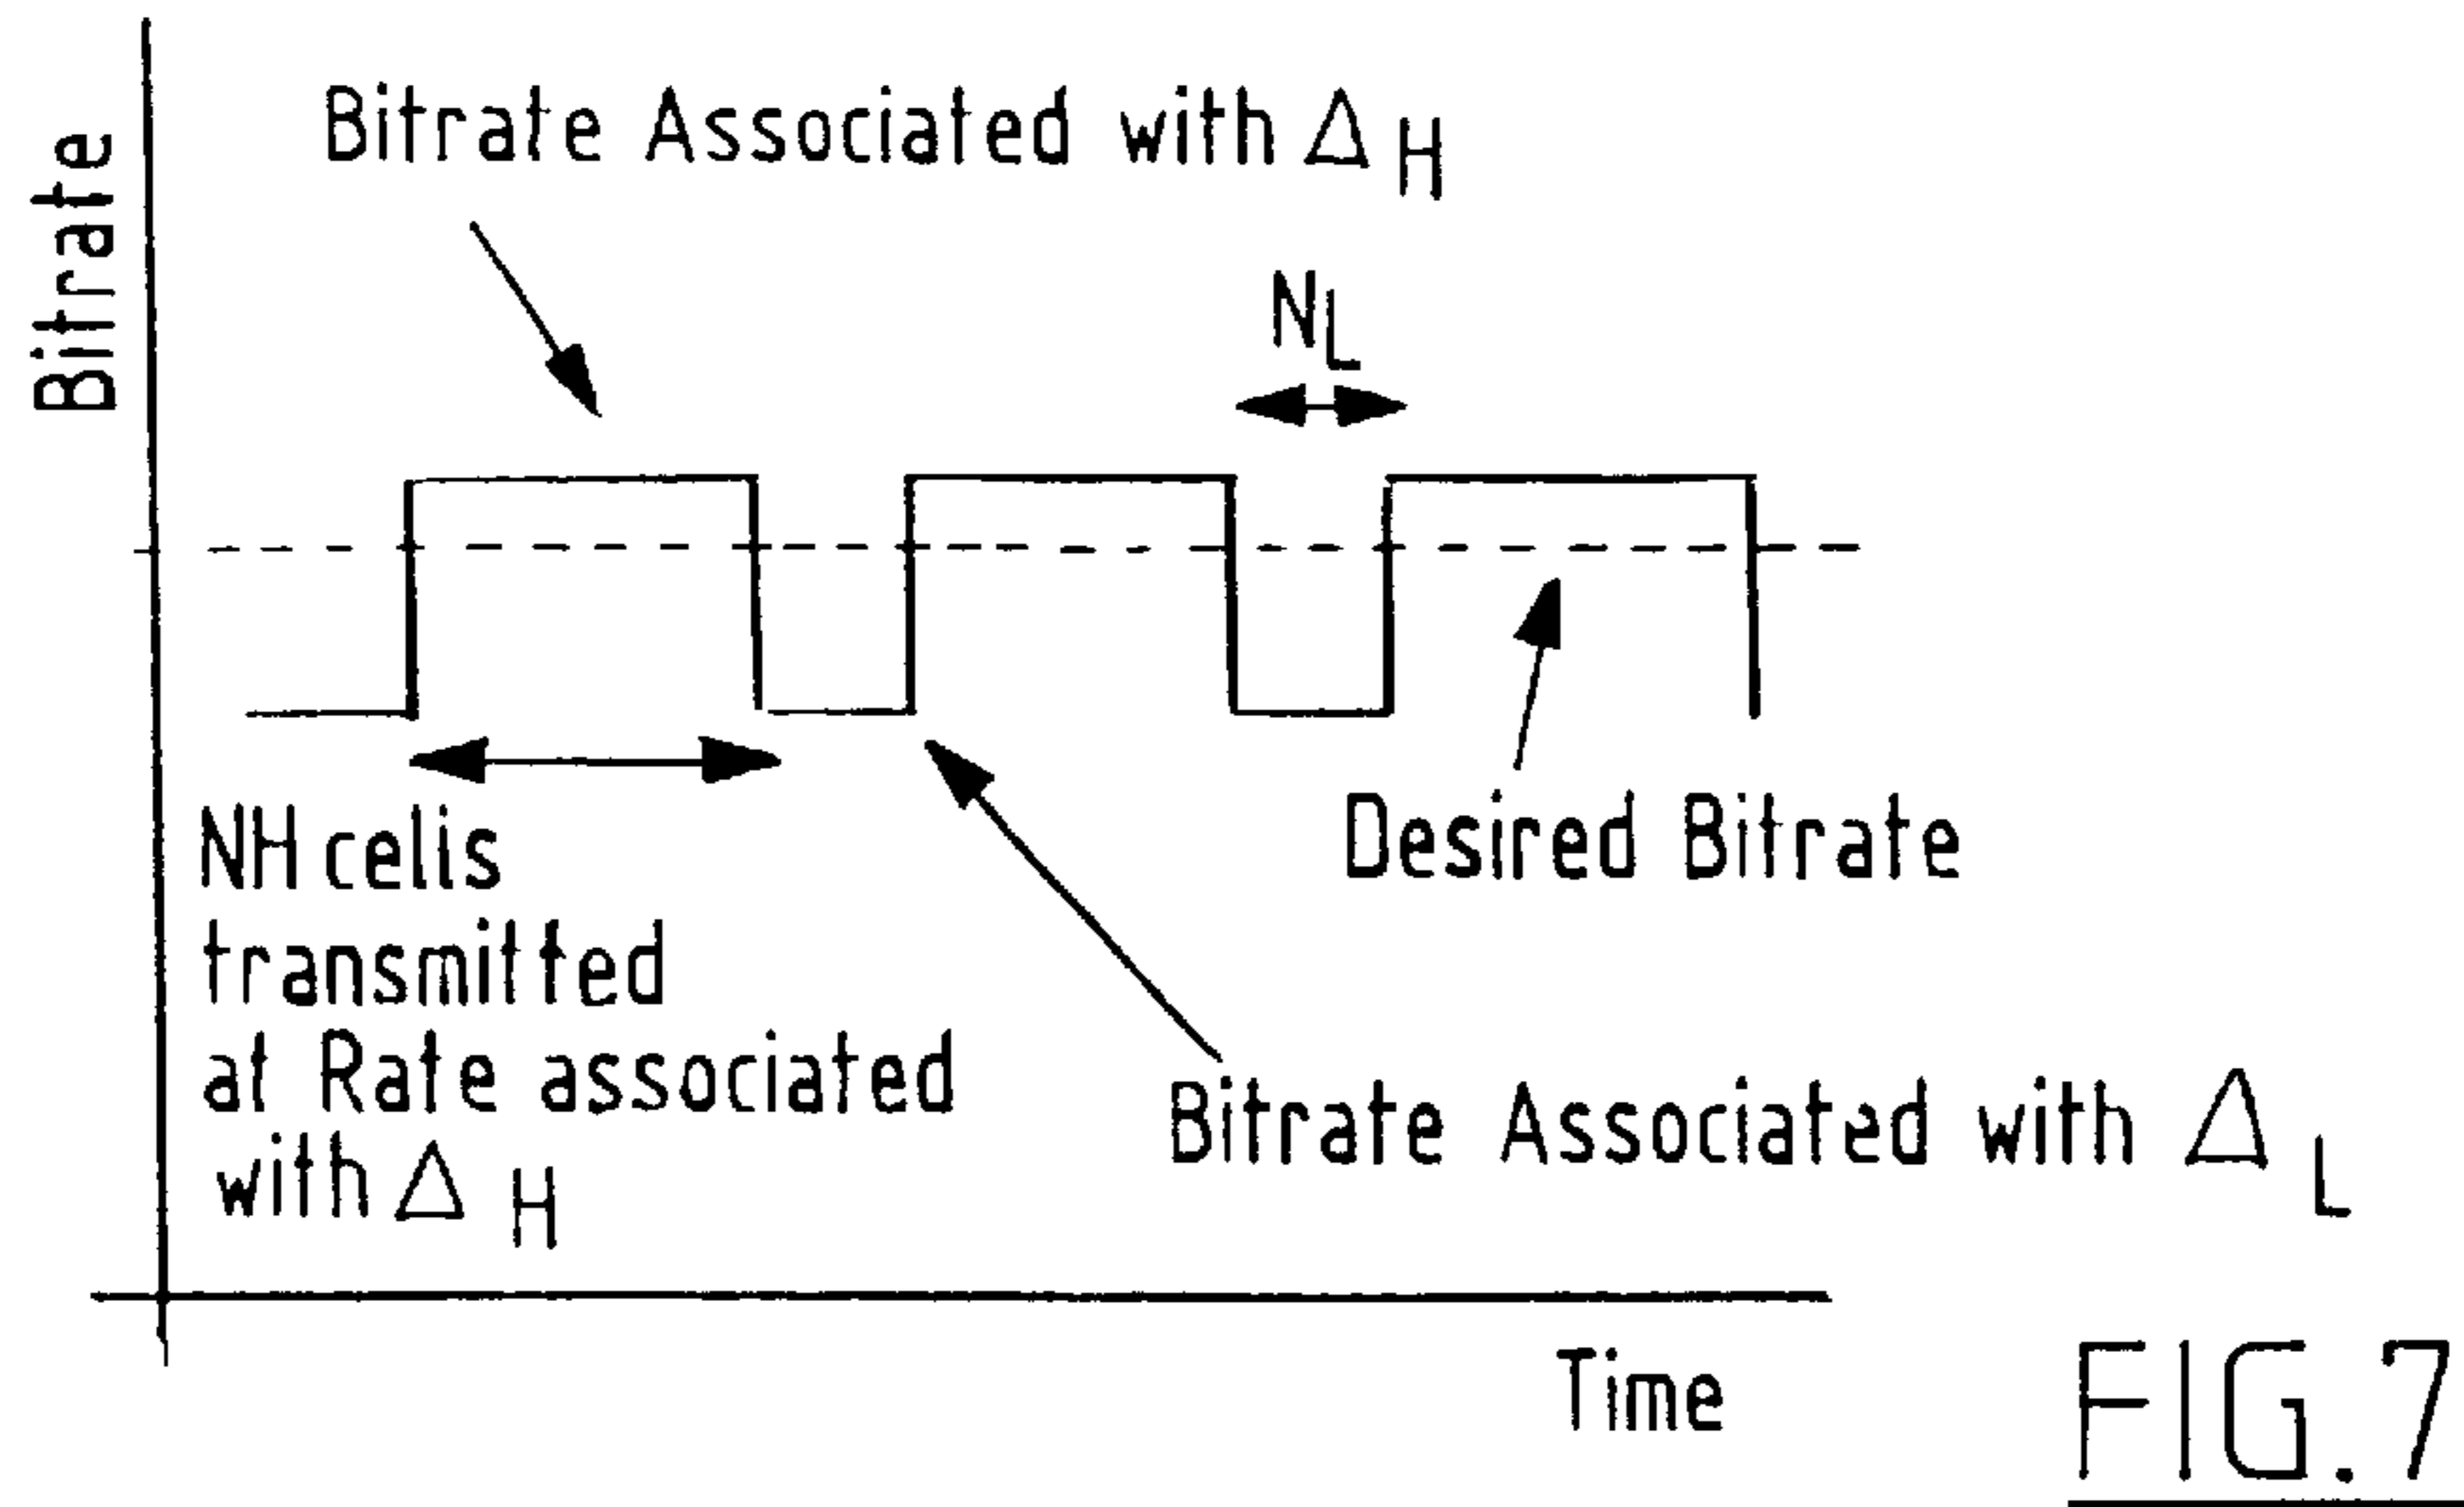 Bitrate
Bitrate Associated with Δ H
NL
NH cells
transmitted
at Rate associated
with Δ H
Desired Bitrate
Bitrate Associated with Δ L
Time
FIG.7